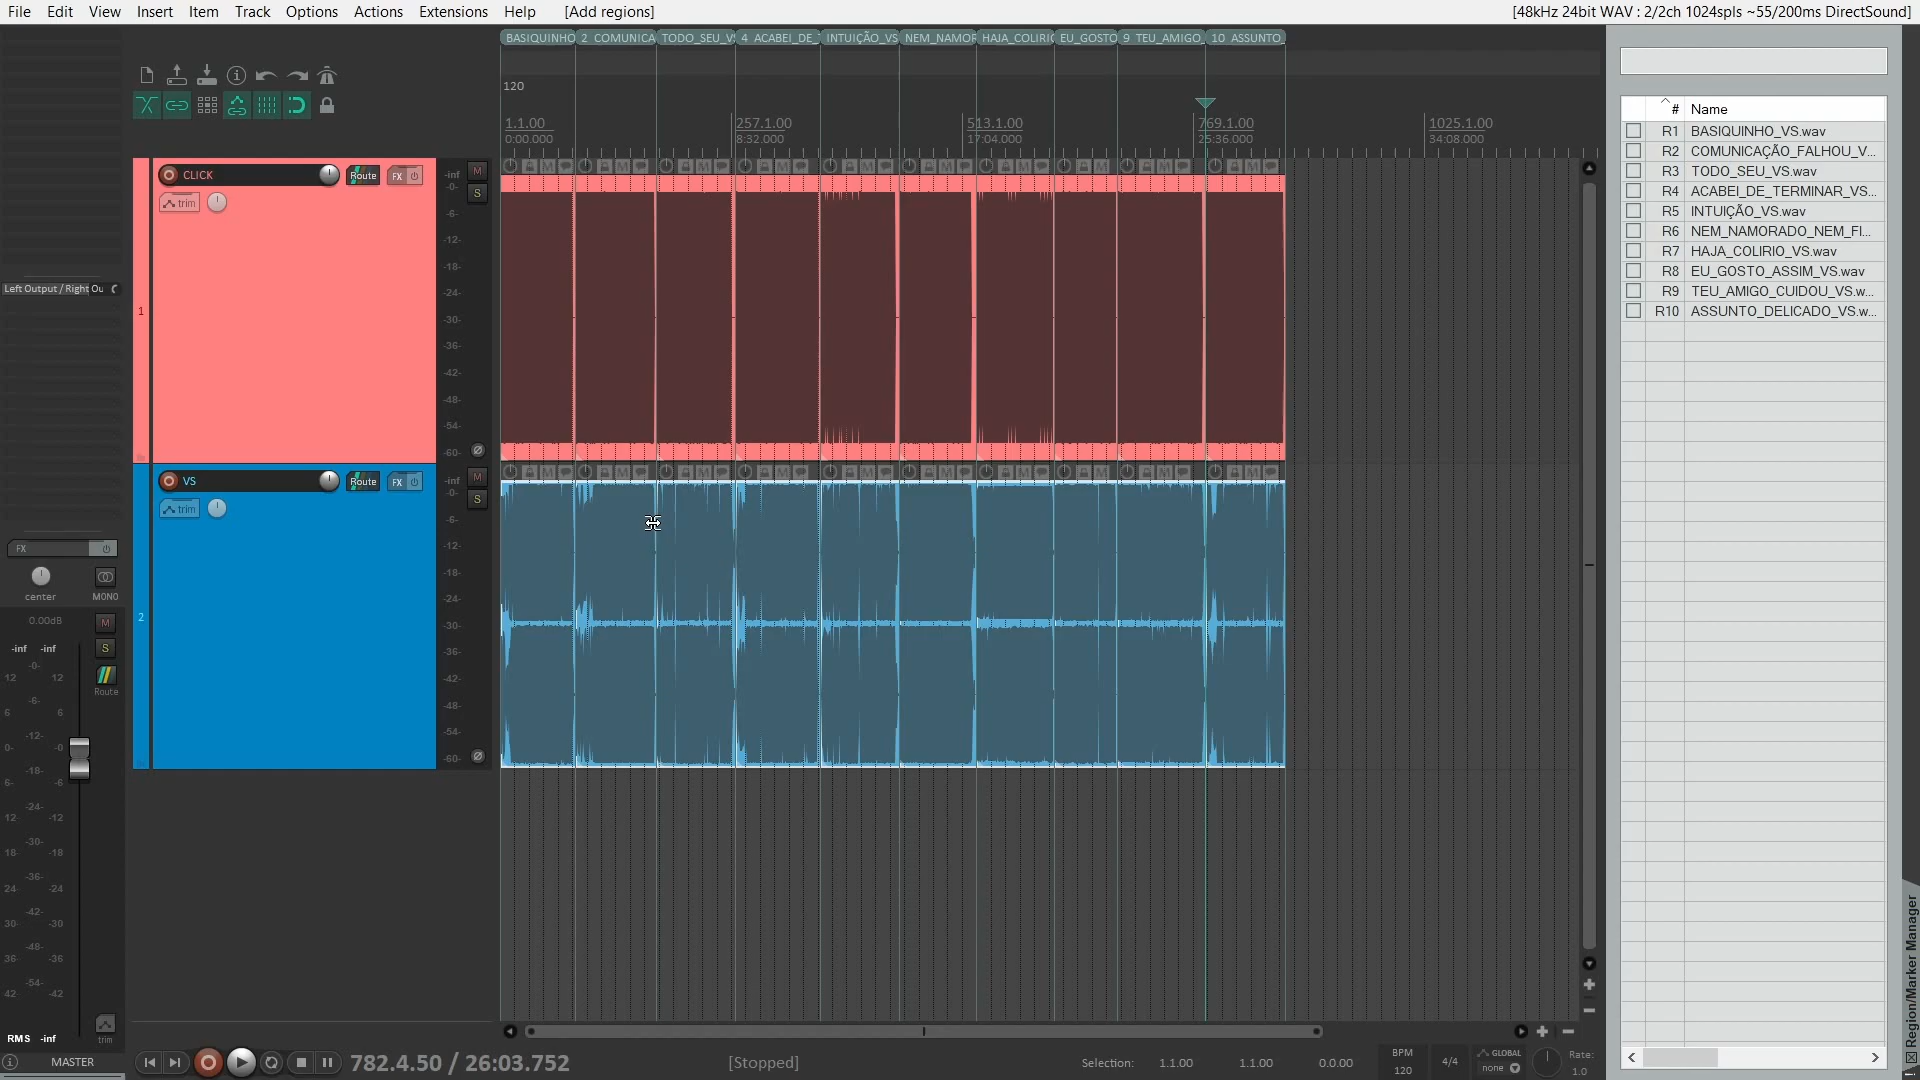 File Edit View Insert Item Track Options Actions Extensions Help [Add regions] [48kHz 24bit WAV : 2/2ch 1024spls ~55/200ms DirectSound]
BASIQUINHO 2 COMUNICA TODO_SEU_VS 4 ACABEI_DE_ INTUIÇÃO_VS NEM_NAMOR HAJA_COLIRIO EU_GOSTO 9 TEU_AMIGO_ 10 ASSUNTO_
120
1.1.00 257.1.00 513.1.00 769.1.00 1025.1.00
0:00.000 8:32.000 17:04.000 25:36.000 34:08.000
# Name
R1 BASIQUINHO_VS.wav
R2 COMUNICAÇÃO_FALHOU_V...
R3 TODO_SEU_VS.wav
R4 ACABEI_DE_TERMINAR_VS...
R5 INTUIÇÃO_VS.wav
R6 NEM_NAMORADO_NEM_FI...
R7 HAJA_COLIRIO_VS.wav
R8 EU_GOSTO_ASSIM_VS.wav
R9 TEU_AMIGO_CUIDOU_VS.w...
R10 ASSUNTO_DELICADO_VS.w...
1 CLICK Route FX
trim
-inf M
-0- S
-6-
-12-
-18-
-24-
-30-
-36-
-42-
-48-
-54-
-60-
Left Output / Right Ou
2 VS Route FX
trim
-inf M
-0- S
-6-
-12-
-18-
-24-
-30-
-36-
-42-
-48-
-54-
-60-
FX
center MONO
0.00dB M
-inf -inf S
Route
-0-
12 12
-6-
6 6
-12-
0- -0
-18-
6- -6
-24-
12 12
-30-
18 18
-36-
24 24
-42-
30 30
-48-
36 36
-54-
42 42
trim
RMS -inf
MASTER
782.4.50 / 26:03.752 [Stopped] Selection: 1.1.00 1.1.00 0.0.00
BPM
120
4/4
GLOBAL
none
Rate:
1.0
Region/Marker Manager